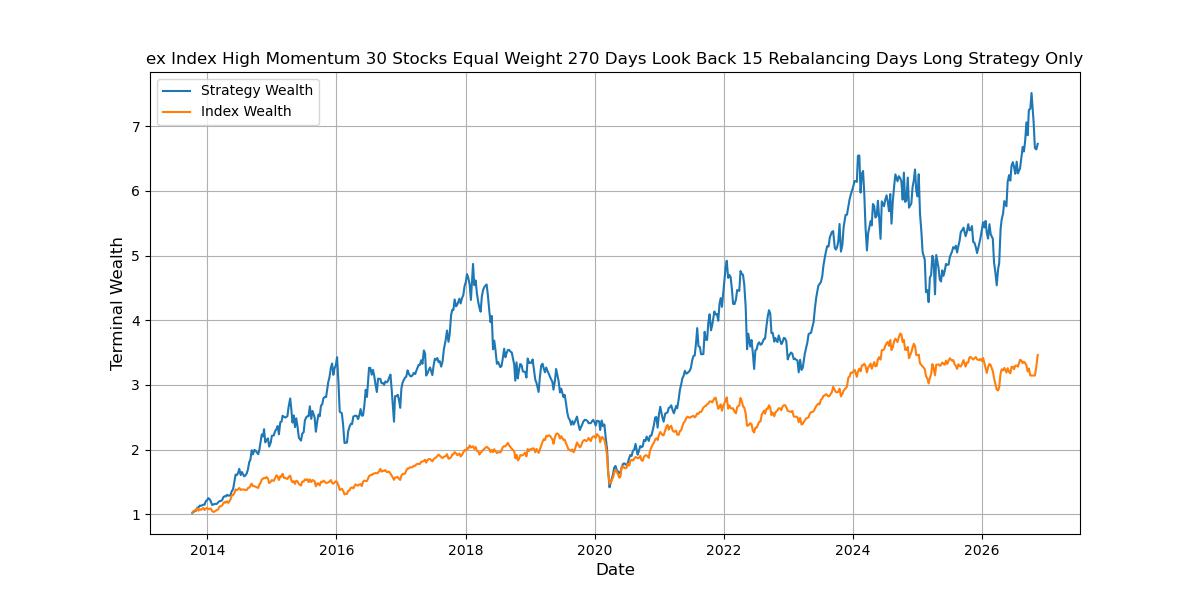 ex Index High Momentum 30 Stocks Equal Weight 270 Days Look Back 15 Rebalancing Days Long Strategy Only
Strategy Wealth
Index Wealth
7
6
5
4
3
2
1
Terminal Wealth
2014 2016 2018 2020 2022 2024 2026
Date